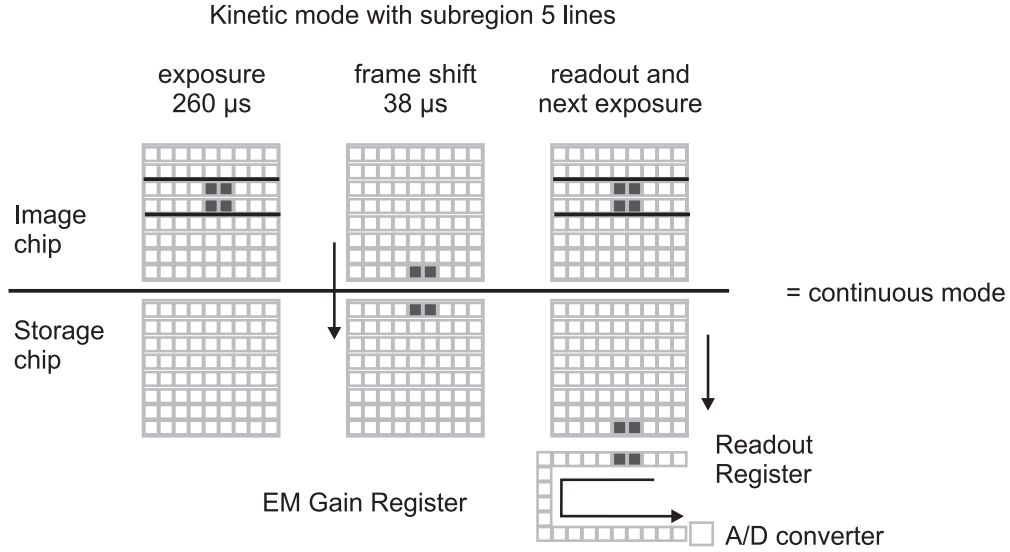 Kinetic mode with subregion 5 lines
exposure
260 µs
frame shift
38 µs
readout and
next exposure
Image
chip
= continuous mode
Storage
chip
Readout
Register
EM Gain Register
A/D converter